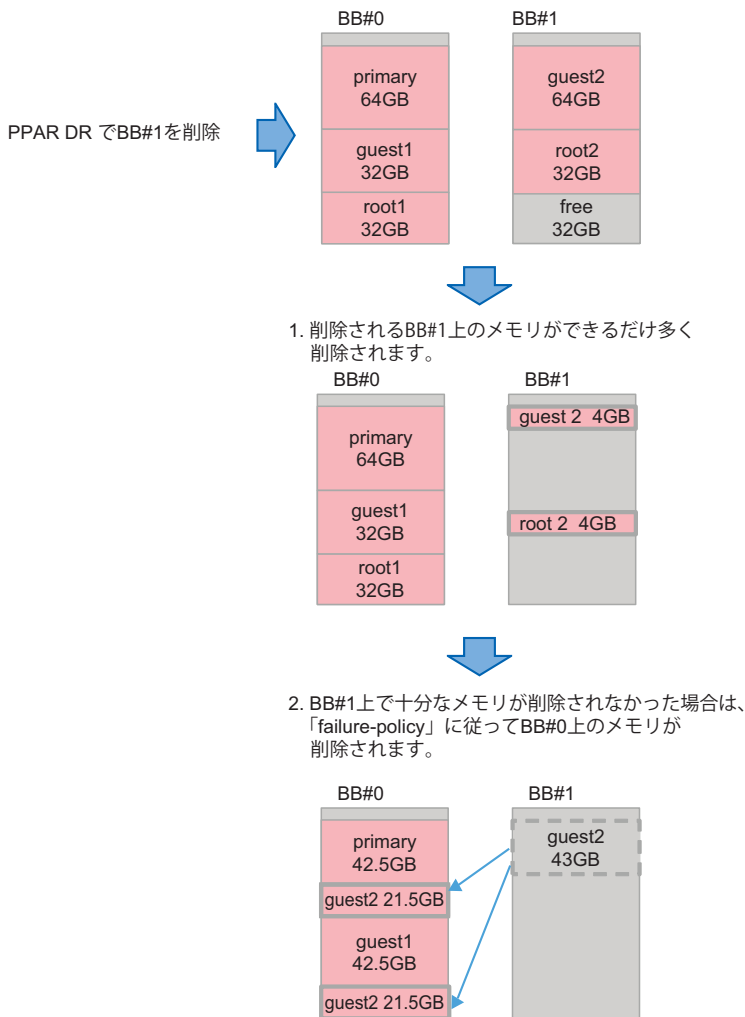 BB#0
BB#1
PPAR DR でBB#1を削除
primary
64GB
guest1
32GB
root1
32GB
guest2
64GB
root2
32GB
free
32GB
1. 削除されるBB#1上のメモリができるだけ多く
削除されます。
BB#0
BB#1
primary
64GB
guest1
32GB
root1
32GB
guest 2 4GB
root 2 4GB
2. BB#1上で十分なメモリが削除されなかった場合は、
「failure-policy」に従ってBB#0上のメモリが
削除されます。
BB#0
BB#1
primary
42.5GB
guest2 21.5GB
guest1
42.5GB
guest2 21.5GB
guest2
43GB